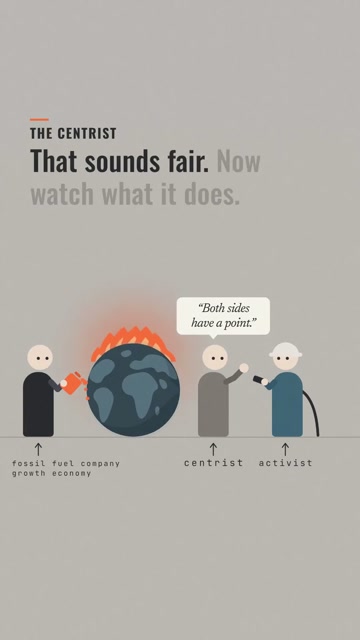 THE CENTRIST
That sounds fair. Now
watch what it does.
“Both sides
have a point.”
fossil fuel company
growth economy
centrist
activist